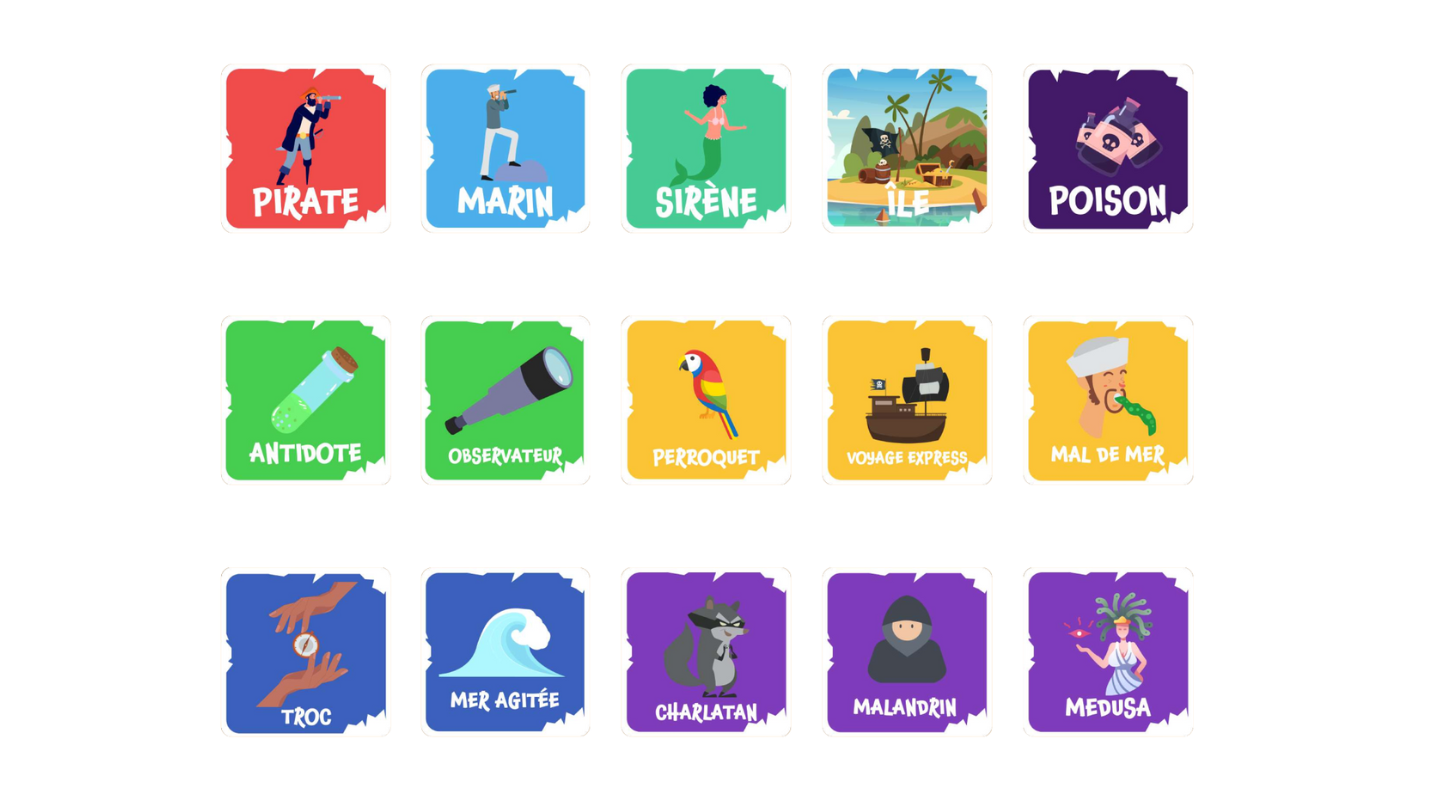 PIRATE
MARIN
SIRÈNE
ÎLE
POISON
ANTIDOTE
OBSERVATEUR
PERROQUET
VOYAGE EXPRESS
MAL DE MER
TROC
MER AGITÉE
CHARLATAN
MALANDRIN
MEDUSA